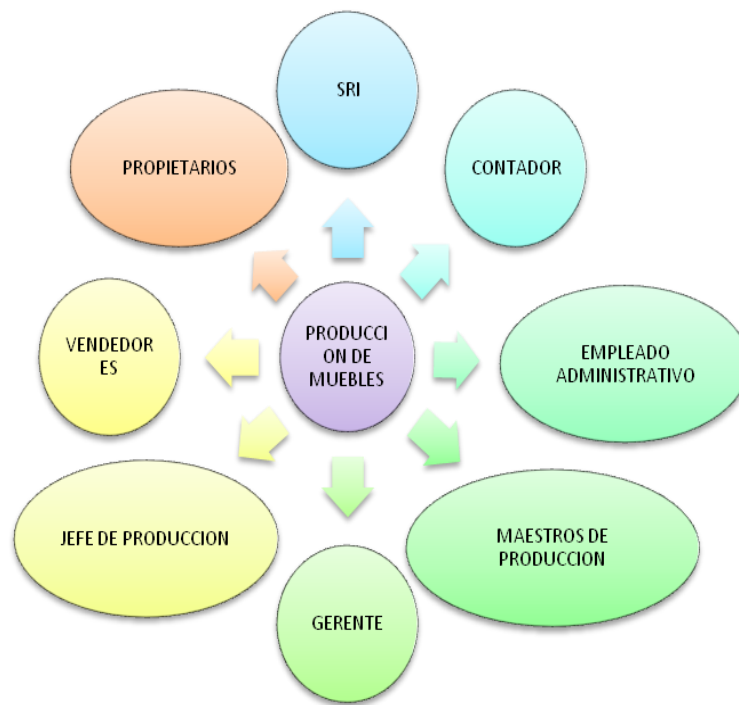 SRI
PROPIETARIOS
CONTADOR
VENDEDOR
ES
PRODUCCI
ON DE
MUEBLES
EMPLEADO
ADMINISTRATIVO
JEFE DE PRODUCCION
MAESTROS DE
PRODUCCION
GERENTE